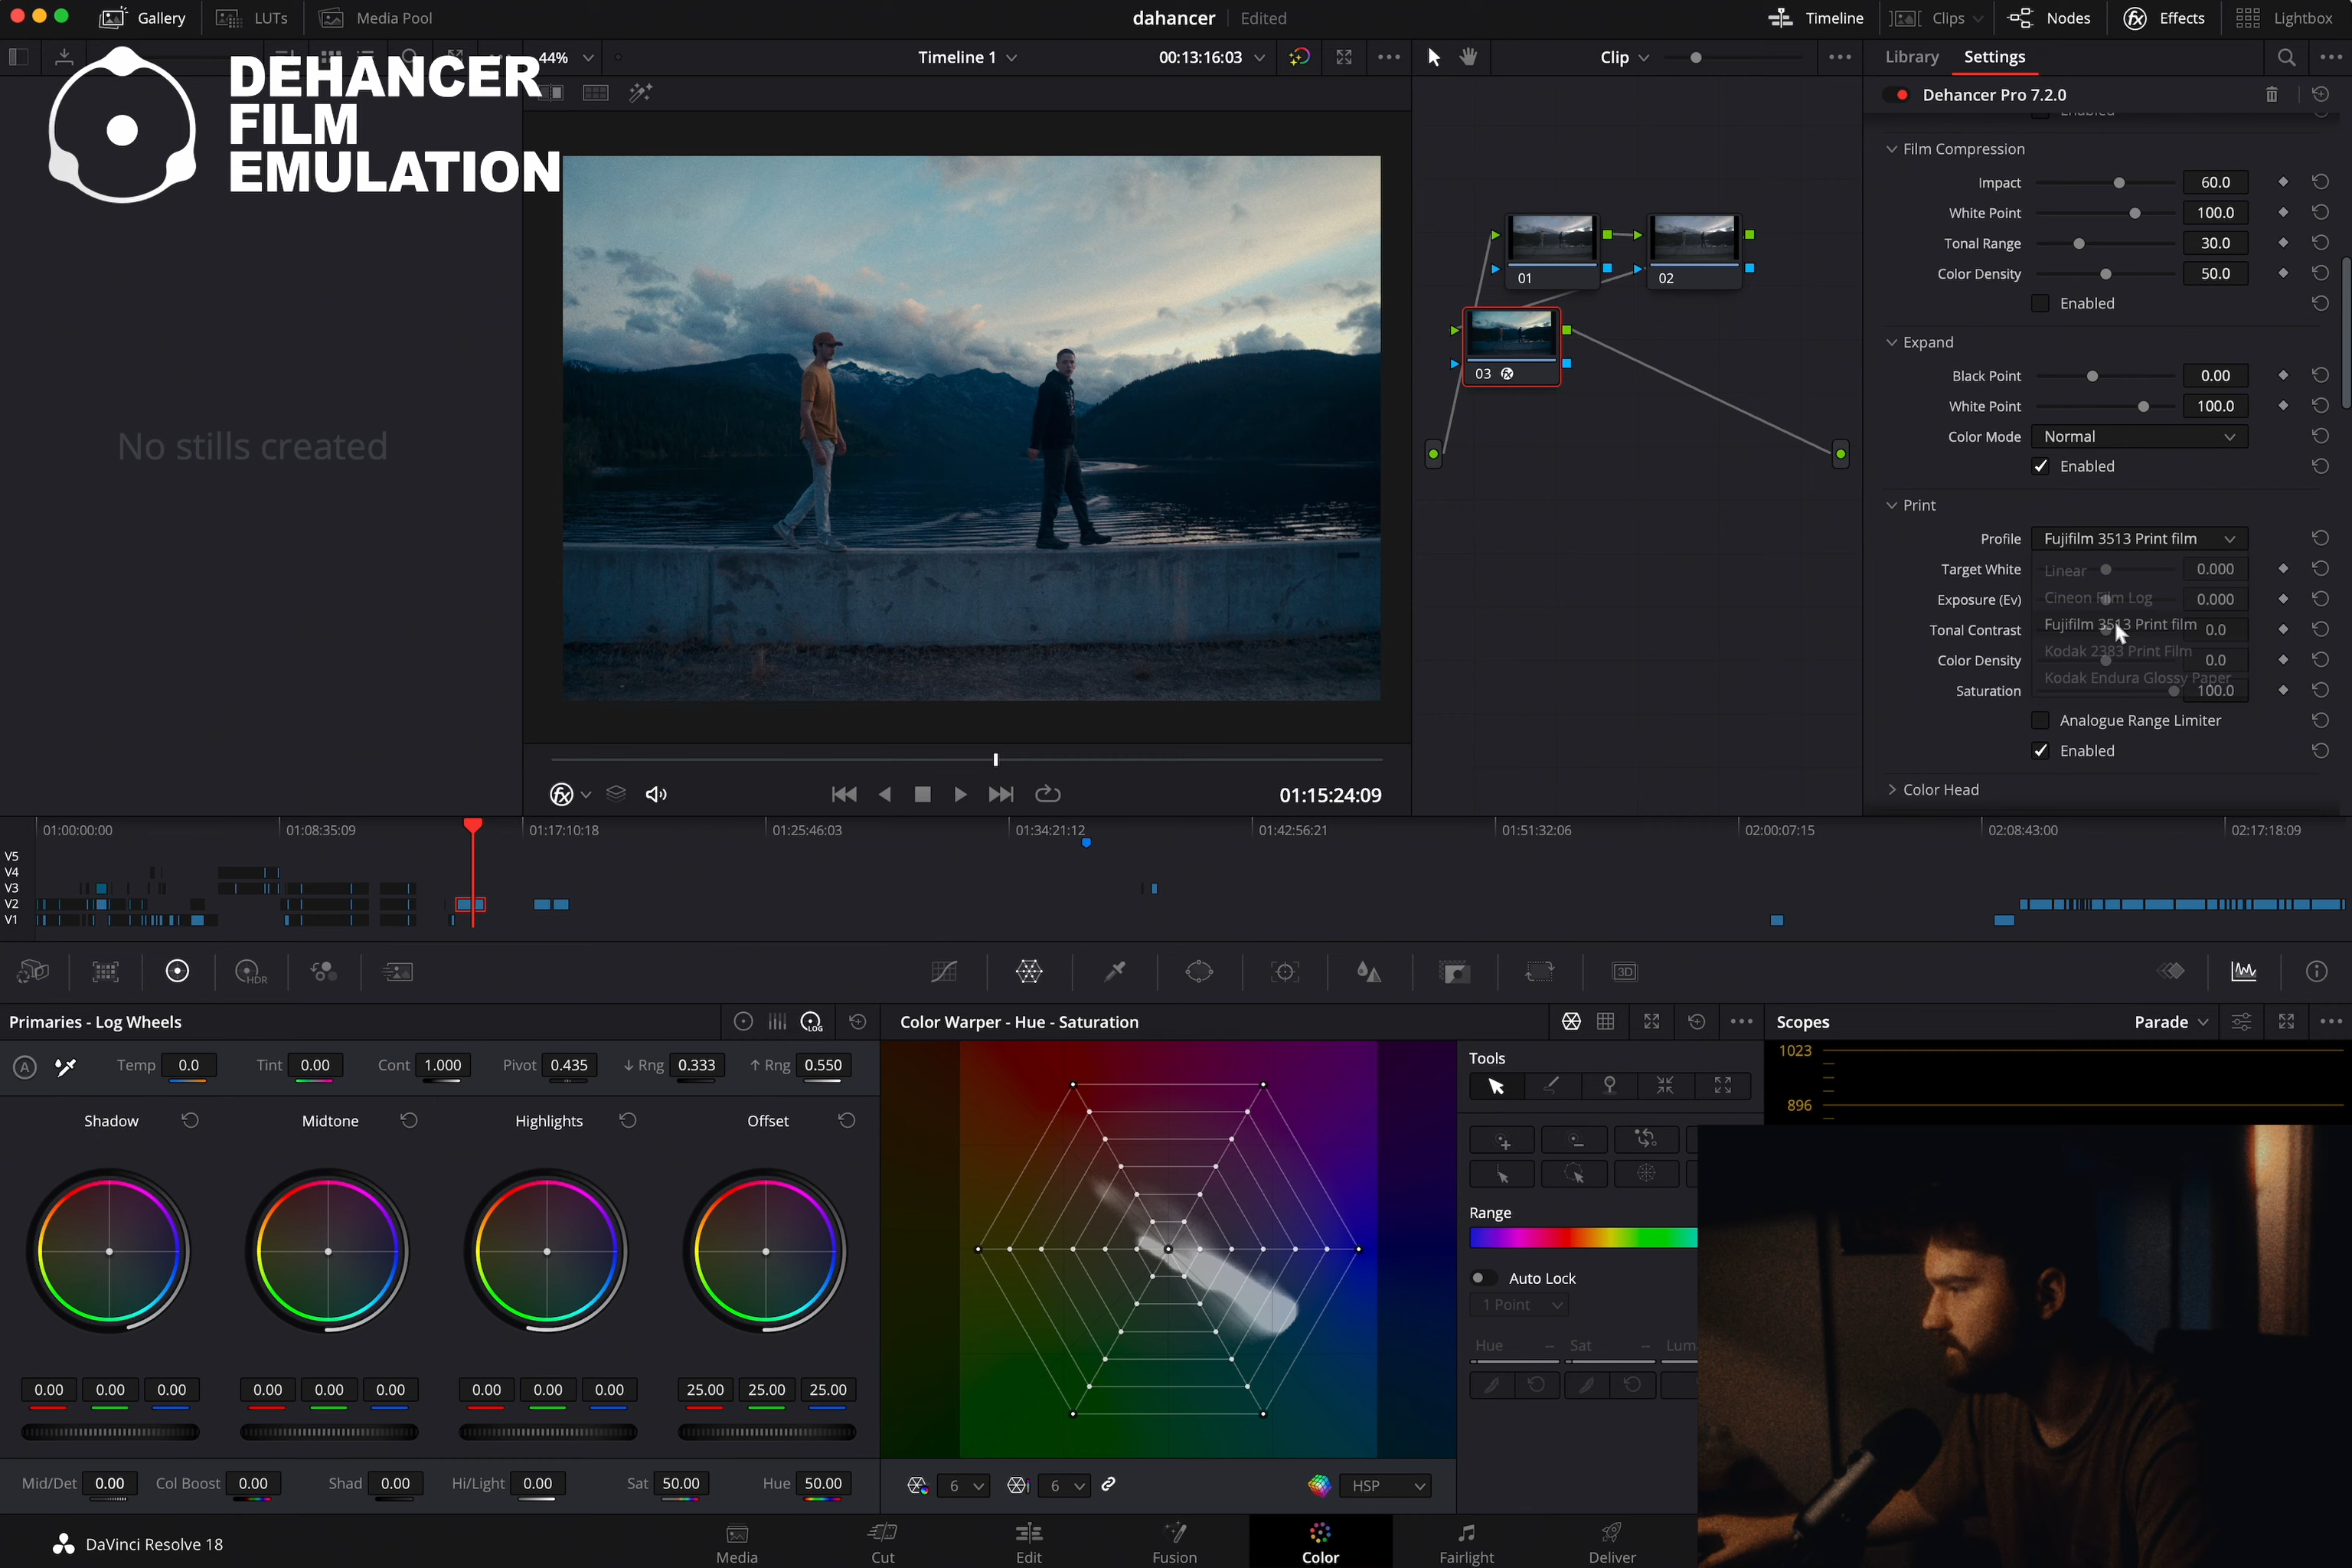 Gallery LUTs Media Pool dahancer Edited Timeline Clips Nodes Effects Lightbox
44% Timeline 1 00:13:16:03 Clip Library Settings
DEHANCER
FILM
EMULATION
Dehancer Pro 7.2.0
Enabled
Film Compression
Impact 60.0
White Point 100.0
Tonal Range 30.0
Color Density 50.0
Enabled
Expand
Black Point 0.00
White Point 100.0
Color Mode Normal
Enabled
Print
Profile Fujifilm 3513 Print film
Target White Linear 0.000
Exposure (Ev) Cineon Film Log 0.000
Tonal Contrast Fujifilm 3513 Print film 0.0
Color Density Kodak 2383 Print Film 0.0
Saturation Kodak Endura Glossy Paper 100.0
Analogue Range Limiter
Enabled
Color Head
No stills created
01
02
03
01:15:24:09
01:00:00:00 01:08:35:09 01:17:10:18 01:25:46:03 01:34:21:12 01:42:56:21 01:51:32:06 02:00:07:15 02:08:43:00 02:17:18:09
V5
V4
V3
V2
V1
HDR
3D
Primaries - Log Wheels LOG
Temp 0.0 Tint 0.00 Cont 1.000 Pivot 0.435 ↓ Rng 0.333 ↑ Rng 0.550
A
Shadow Midtone Highlights Offset
0.00 0.00 0.00 0.00 0.00 0.00 0.00 0.00 0.00 25.00 25.00 25.00
Mid/Det 0.00 Col Boost 0.00 Shad 0.00 Hi/Light 0.00 Sat 50.00 Hue 50.00
Color Warper - Hue - Saturation
Tools
Range
Auto Lock
1 Point
Hue -- Sat -- Lum
6 6 HSP
Scopes Parade
1023
896
DaVinci Resolve 18
Media Cut Edit Fusion Color Fairlight Deliver